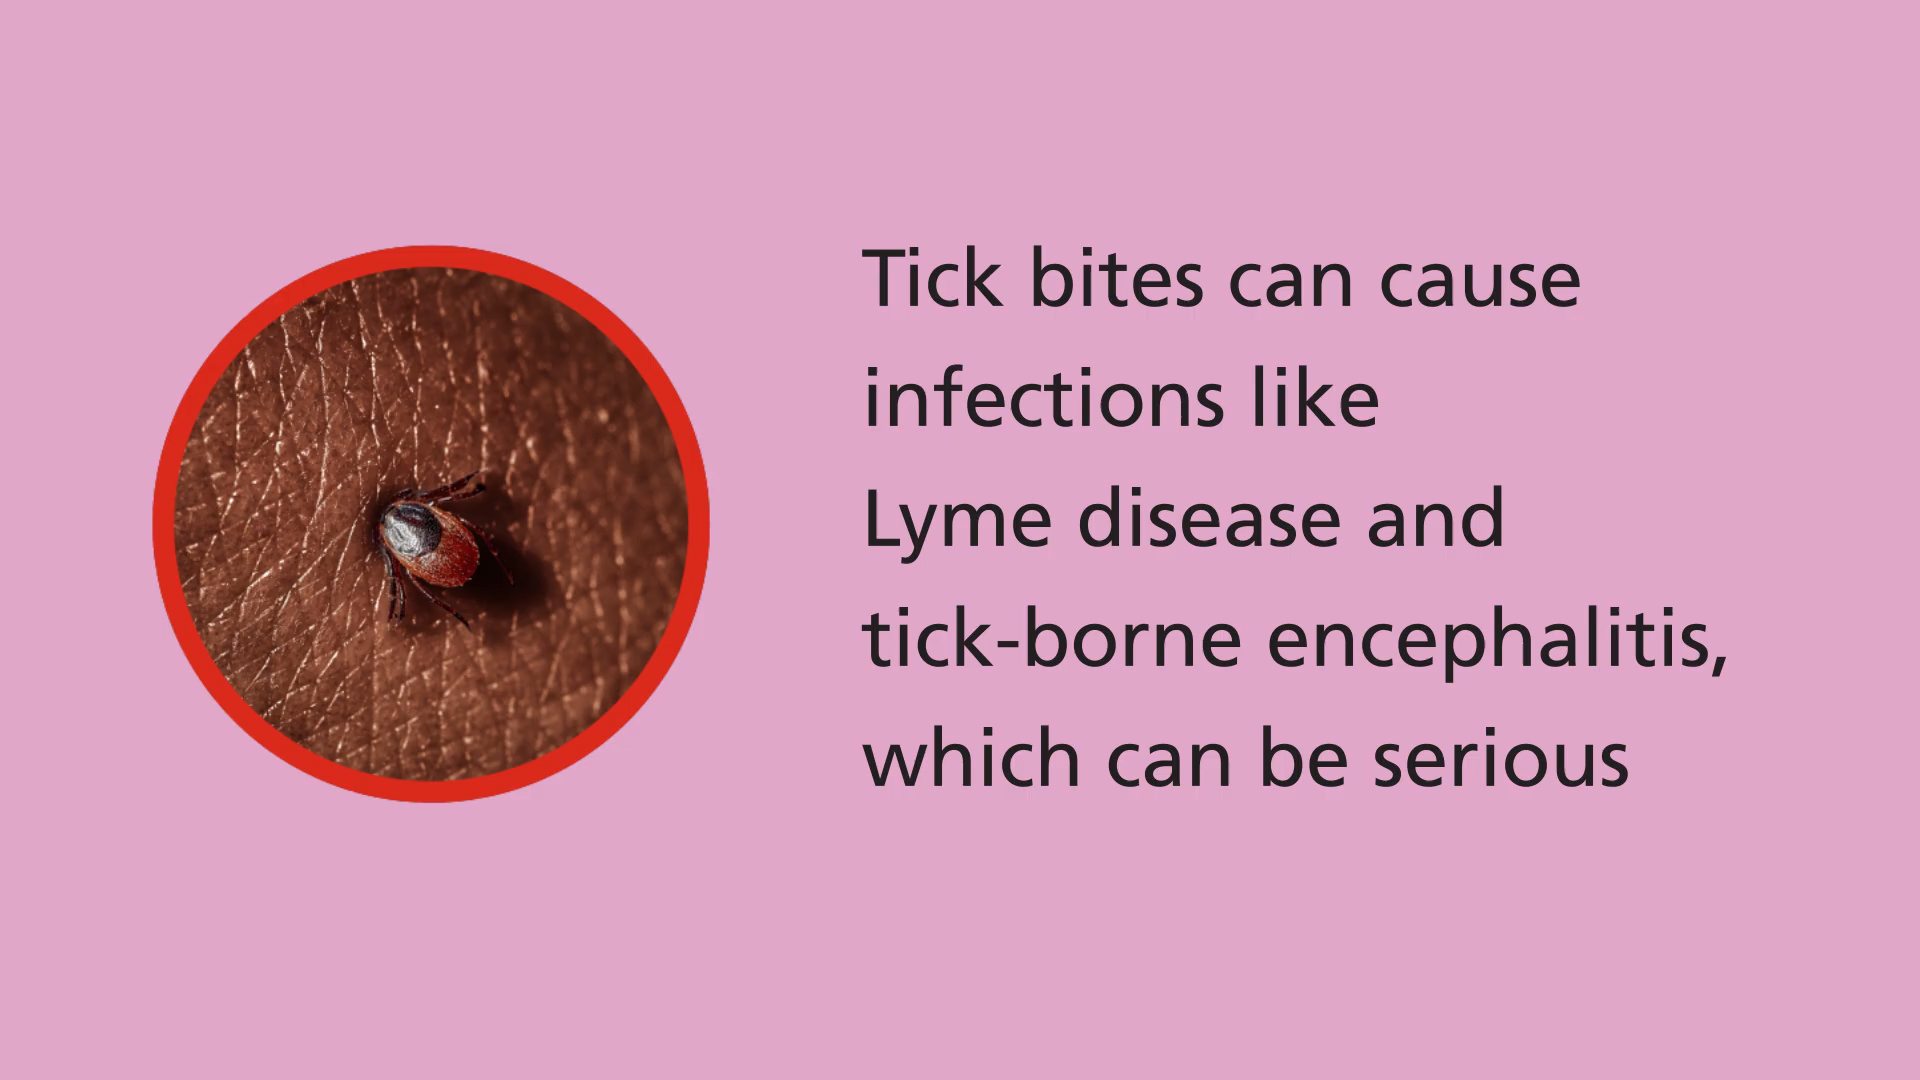 Tick bites can cause
infections like
Lyme disease and
tick-borne encephalitis,
which can be serious